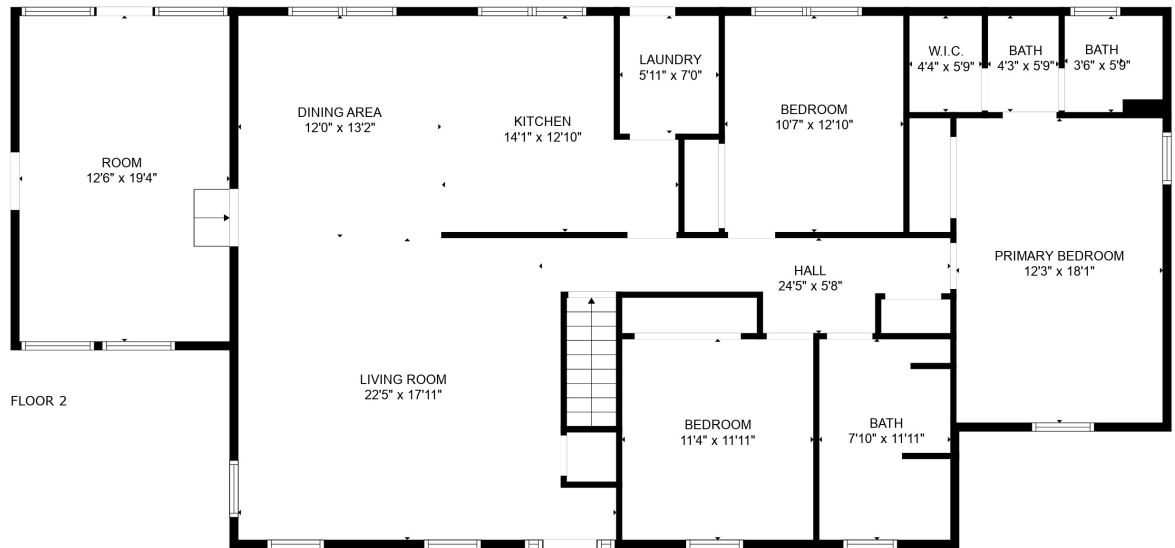 ROOM
12'6" x 19'4"
DINING AREA
12'0" x 13'2"
KITCHEN
14'1" x 12'10"
LAUNDRY
5'11" x 7'0"
BEDROOM
10'7" x 12'10"
W.I.C.
4'4" x 5'9"
BATH
4'3" x 5'9"
BATH
3'6" x 5'9"
PRIMARY BEDROOM
12'3" x 18'1"
HALL
24'5" x 5'8"
LIVING ROOM
22'5" x 17'11"
BEDROOM
11'4" x 11'11"
BATH
7'10" x 11'11"
FLOOR 2